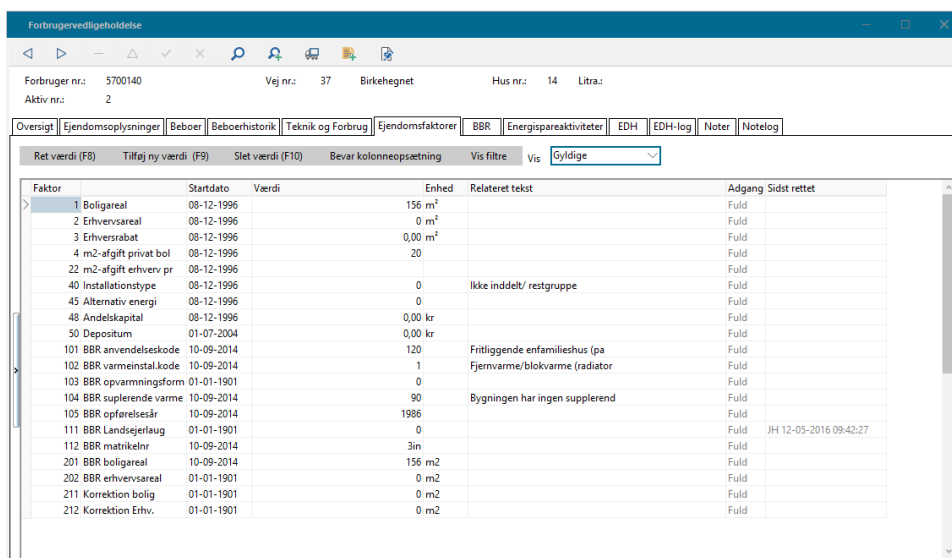 Forbrugervedligeholdelse
Forbruger nr.: 5700140 Vej nr.: 37 Birkehegnet Hus nr.: 14 Litra.:
Aktiv nr.: 2
Oversigt Ejendomsoplysninger Beboer Beboerhistorik Teknik og Forbrug Ejendomsfaktorer BBR Energispareaktiviteter EDH EDH-log Noter Notelog
Ret værdi (F8) Tilføj ny værdi (F9) Slet værdi (F10) Bevar kolonneopsætning Vis filtre Vis Gyldige
Faktor Startdato Værdi Enhed Relateret tekst Adgang Sidst rettet
1 Boligareal 08-12-1996 156 m² Fuld
2 Erhvervsareal 08-12-1996 0 m² Fuld
3 Erhversrabat 08-12-1996 0,00 m² Fuld
4 m2-afgift privat bol 08-12-1996 20 Fuld
22 m2-afgift erhverv pr 08-12-1996 Fuld
40 Installationstype 08-12-1996 0 Ikke inddelt/ restgruppe Fuld
45 Alternativ energi 08-12-1996 0 Fuld
48 Andelskapital 08-12-1996 0,00 kr Fuld
50 Depositum 01-07-2004 0,00 kr Fuld
101 BBR anvendelseskode 10-09-2014 120 Fritliggende enfamilieshus (pa Fuld
102 BBR varmeinstal.kode 10-09-2014 1 Fjernvarme/blokvarme (radiator Fuld
103 BBR opvarmningsform 01-01-1901 0 Fuld
104 BBR suplerende varme 10-09-2014 90 Bygningen har ingen supplerend Fuld
105 BBR opførelsesår 10-09-2014 1986 Fuld
111 BBR Landsejerlaug 01-01-1901 0 Fuld JH 12-05-2016 09:42:27
112 BBR matrikelnr 10-09-2014 3in Fuld
201 BBR boligareal 10-09-2014 156 m2 Fuld
202 BBR erhvervsareal 01-01-1901 0 m2 Fuld
211 Korrektion bolig 01-01-1901 0 m2 Fuld
212 Korrektion Erhv. 01-01-1901 0 m2 Fuld